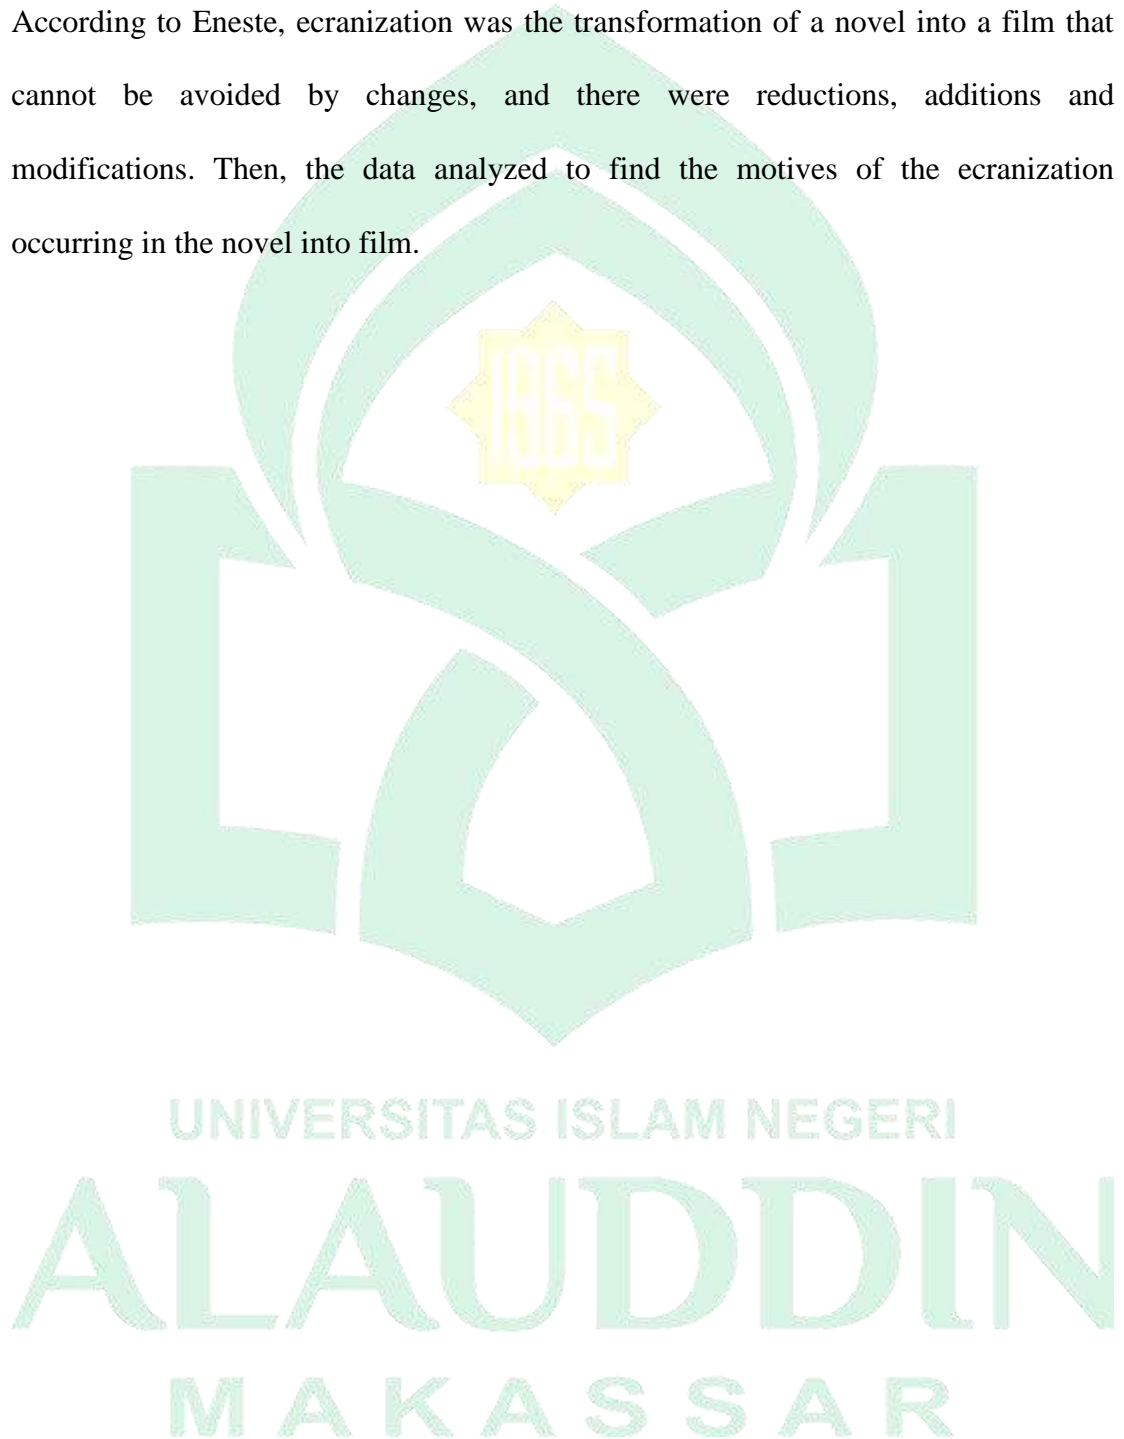 According to Eneste, ecranization was the transformation of a novel into a film that
cannot be avoided by changes, and there were reductions, additions and
modifications. Then, the data analyzed to find the motives of the ecranization
occurring in the novel into film.
1965
UNIVERSITAS ISLAM NEGERI
ALAUDDIN
MAKASSAR